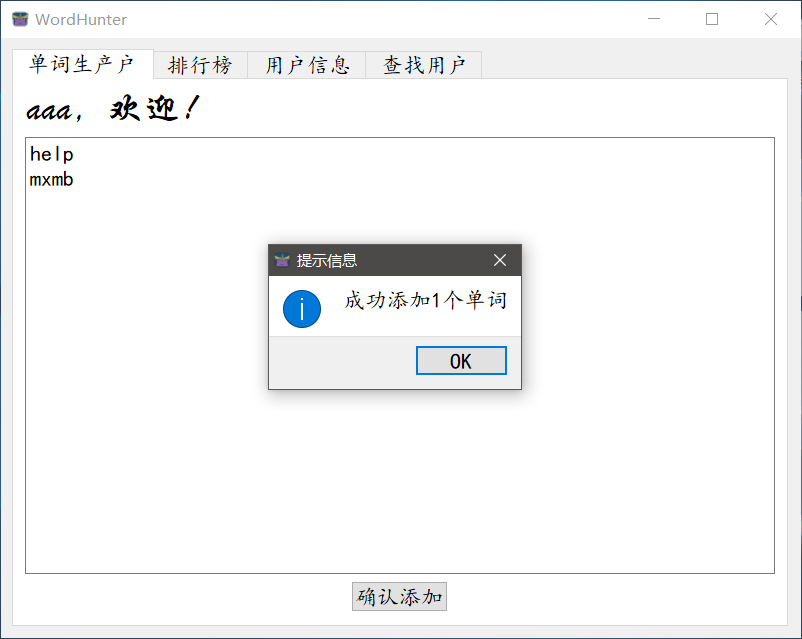 WordHunter
单词生产户 排行榜 用户信息 查找用户
aaa, 欢迎!
help
mxmb
提示信息
成功添加1个单词
OK
确认添加